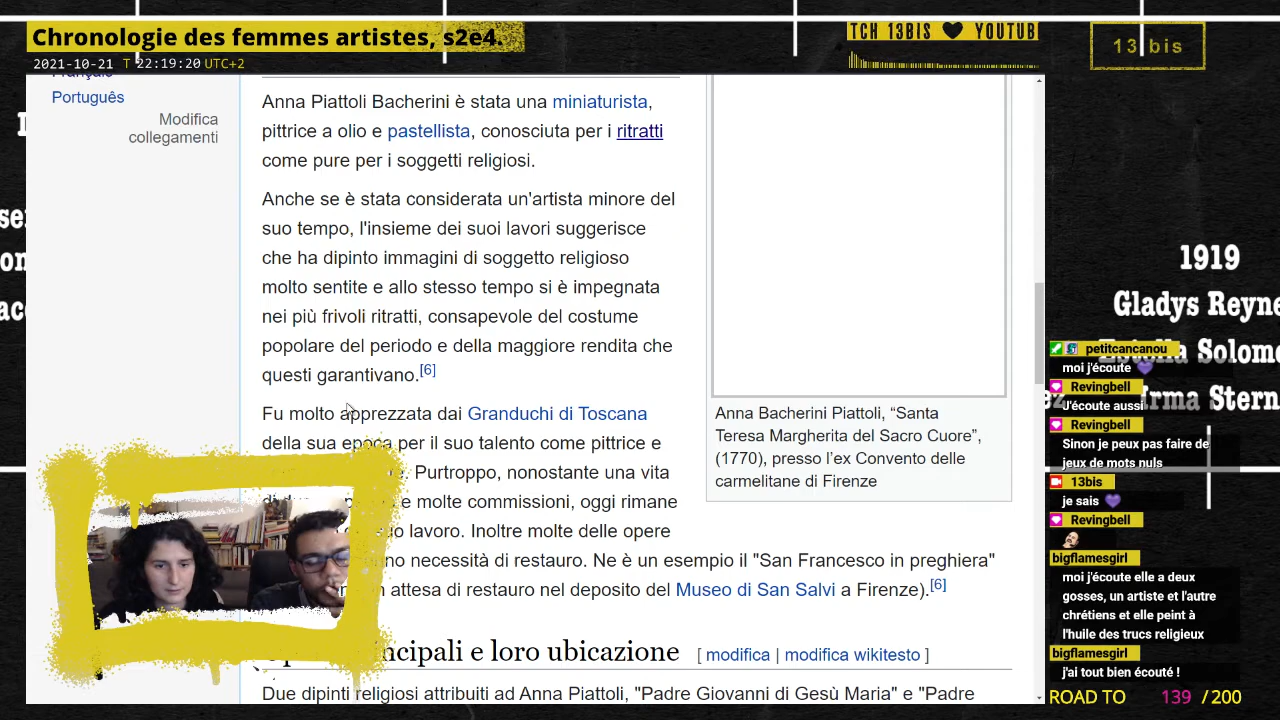 Chronologie des femmes artistes, s2e4.
2021-10-21 T 22:19:20 UTC+2
TCH 13BIS ♥ YOUTUB
13 bis
Français
Português
Modifica
collegamenti
Anna Piattoli Bacherini è stata una miniaturista,
pittrice a olio e pastellista, conosciuta per i ritratti
come pure per i soggetti religiosi.
Anche se è stata considerata un'artista minore del
suo tempo, l'insieme dei suoi lavori suggerisce
che ha dipinto immagini di soggetto religioso
molto sentite e allo stesso tempo si è impegnata
nei più frivoli ritratti, consapevole del costume
popolare del periodo e della maggiore rendita che
questi garantivano.[6]
Fu molto apprezzata dai Granduchi di Toscana
della sua epoca per il suo talento come pittrice e
. Purtroppo, nonostante una vita
e molte commissioni, oggi rimane
lavoro. Inoltre molte delle opere
necessità di restauro. Ne è un esempio il "San Francesco in preghiera"
attesa di restauro nel deposito del Museo di San Salvi a Firenze).[6]
Anna Bacherini Piattoli, “Santa
Teresa Margherita del Sacro Cuore”,
(1770), presso l’ex Convento delle
carmelitane di Firenze
e loro ubicazione [ modifica | modifica wikitesto ]
Due dipinti religiosi attribuiti ad Anna Piattoli, "Padre Giovanni di Gesù Maria" e "Padre
1919
Gladys Reyne
Solom
Irma Stern
petitcancanou
moi j'écoute 💜
Revingbell
J'écoute aussi
Revingbell
Sinon je peux pas faire de
jeux de mots nuls
13bis
je sais 💜
Revingbell
bigflamesgirl
moi j'écoute elle a deux
gosses, un artiste et l'autre
chrétiens et elle peint à
l'huile des trucs religieux
bigflamesgirl
j'ai tout bien écouté !
ROAD TO 139 /200